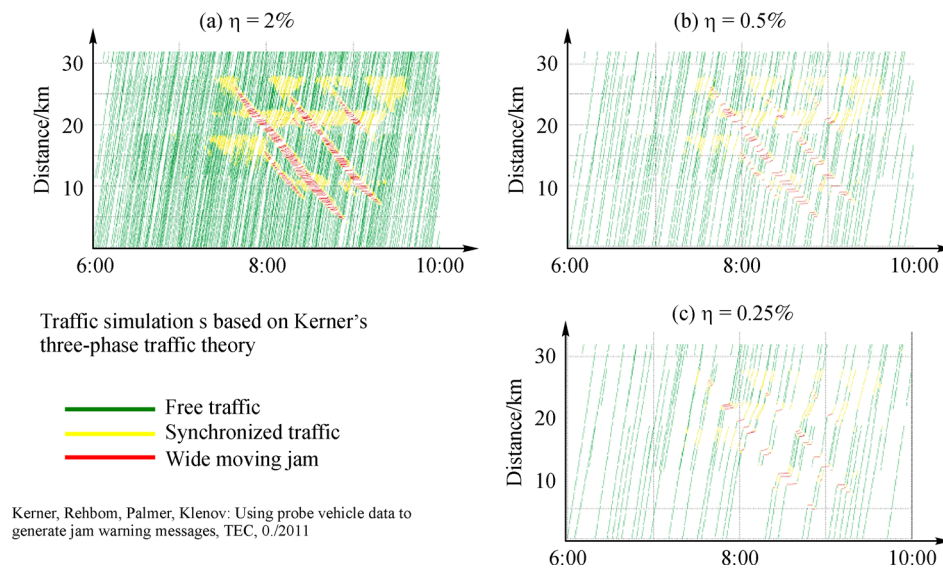 (a) η = 2%
(b) η = 0.5%
Distance/km
30
20
10
6:00
8:00
10:00
Distance/km
30
20
10
6:00
8:00
10:00
Traffic simulation s based on Kerner's
three-phase traffic theory
(c) η = 0.25%
Free traffic
Synchronized traffic
Wide moving jam
Distance/km
30
20
10
6:00
8:00
10:00
Kerner, Rehbom, Palmer, Klenov: Using probe vehicle data to
generate jam warning messages, TEC, 0./2011